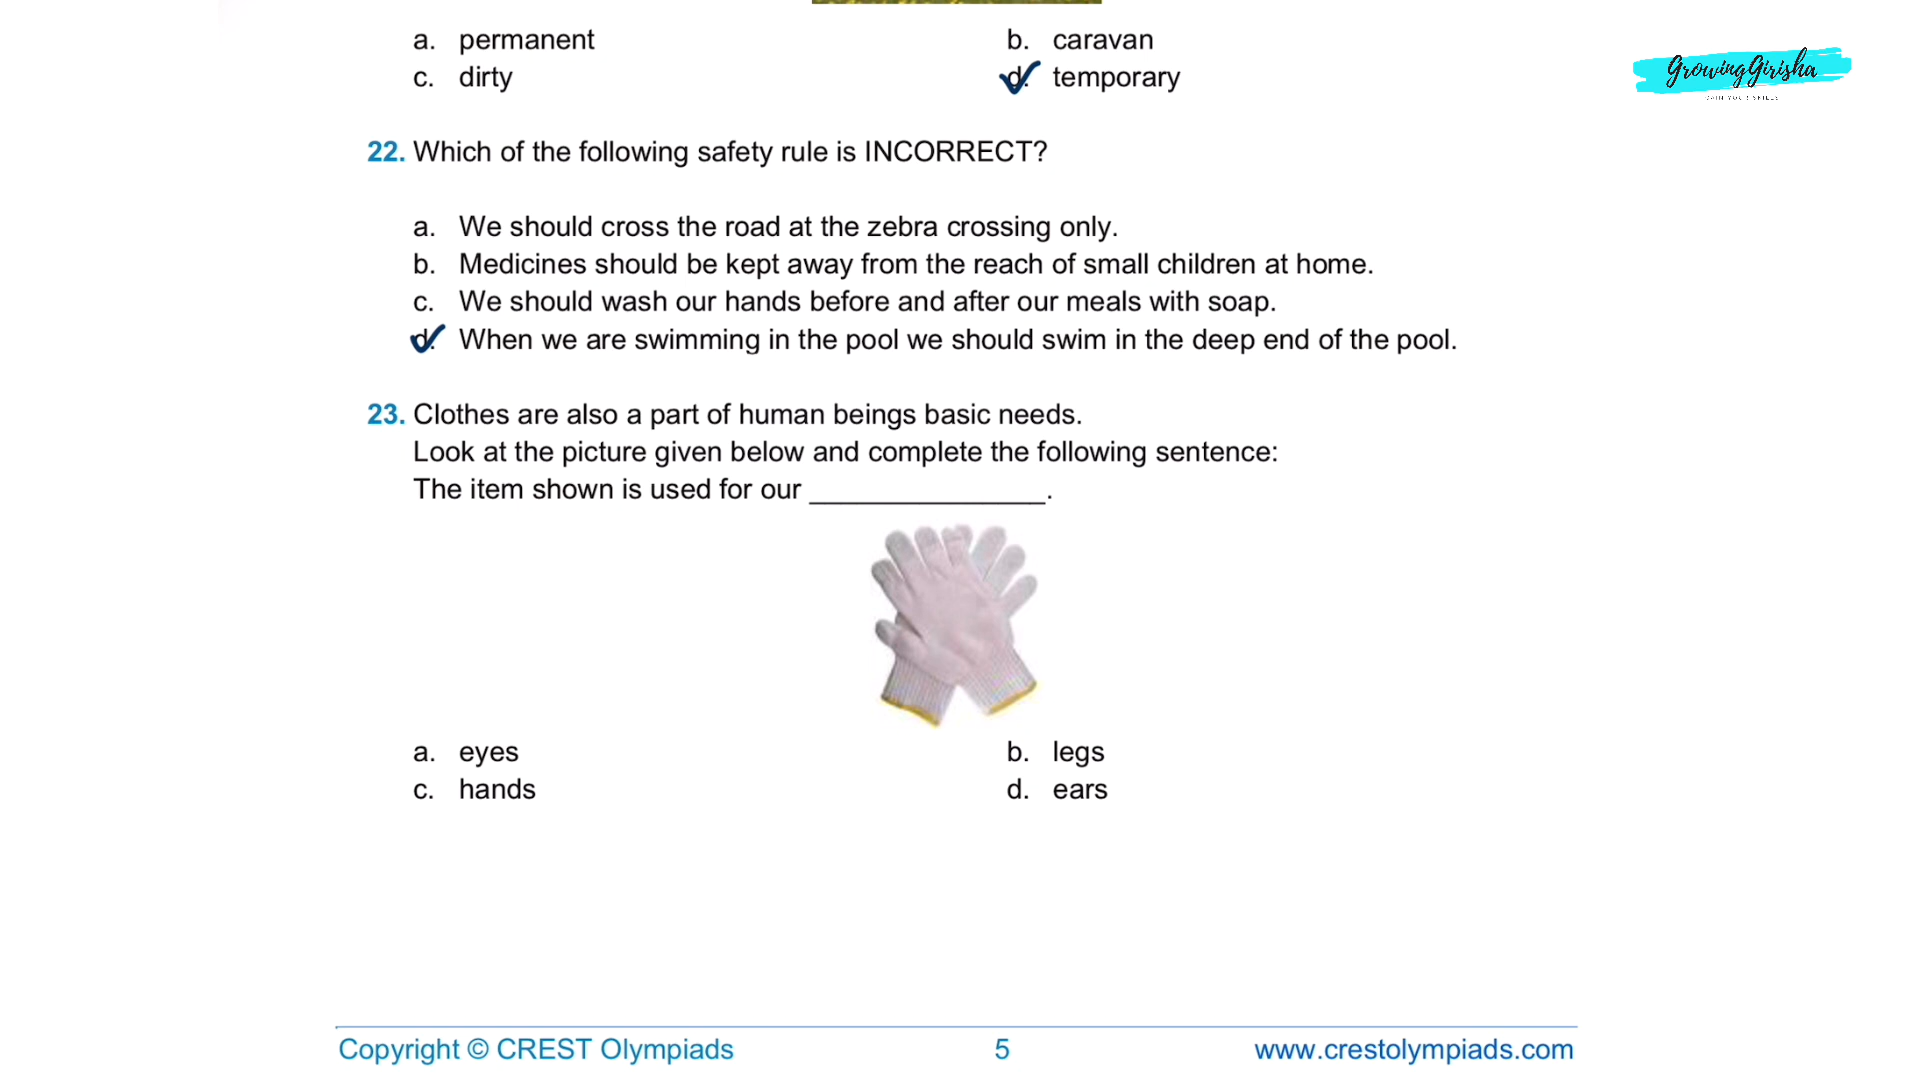 a. permanent
b. caravan
c. dirty
d. temporary
GrowingGirisha
22. Which of the following safety rule is INCORRECT?
a. We should cross the road at the zebra crossing only.
b. Medicines should be kept away from the reach of small children at home.
c. We should wash our hands before and after our meals with soap.
d. When we are swimming in the pool we should swim in the deep end of the pool.
23. Clothes are also a part of human beings basic needs.
Look at the picture given below and complete the following sentence:
The item shown is used for our _______________.
a. eyes
b. legs
c. hands
d. ears
Copyright © CREST Olympiads
5
www.crestolympiads.com